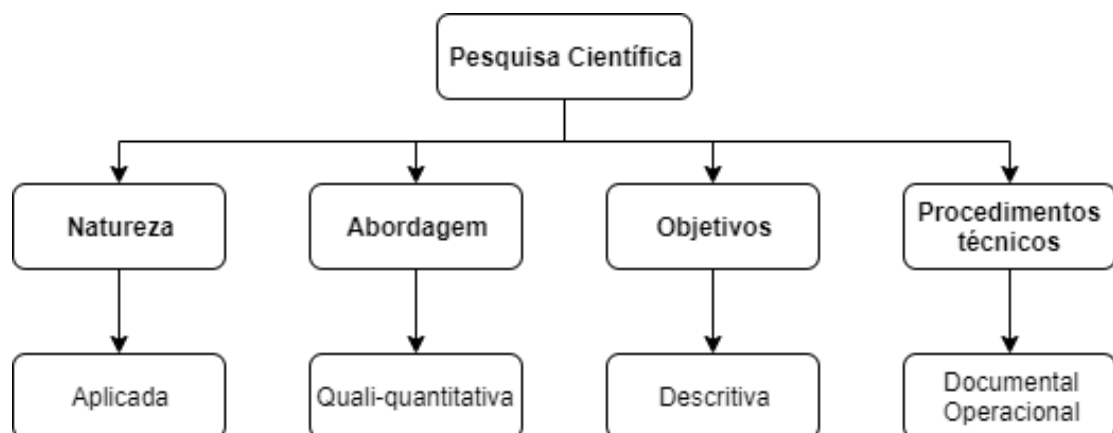 Pesquisa Científica
Natureza
Abordagem
Objetivos
Procedimentos
técnicos
Aplicada
Quali-quantitativa
Descritiva
Documental
Operacional